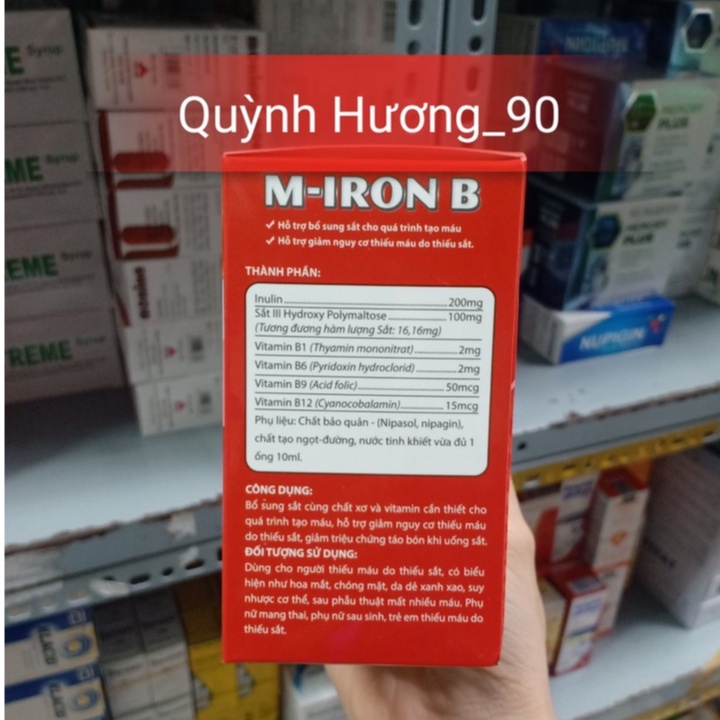 Quỳnh Hương_90
M-IRON B
✓ Hỗ trợ bổ sung sắt cho quá trình tạo máu
✓ Hỗ trợ giảm nguy cơ thiếu máu do thiếu sắt.
THÀNH PHẦN:
Inulin 200mg
Sắt III Hydroxy Polymaltose 100mg
(Tương đương hàm lượng Sắt: 16,16mg)
Vitamin B1 (Thyamin mononitrat) 2mg
Vitamin B6 (Pyridoxin hydroclorid) 2mg
Vitamin B9 (Acid folic) 50mcg
Vitamin B12 (Cyanocobalamin) 15mcg
Phụ liệu: Chất bảo quản - (Nipasol, nipagin),
chất tạo ngọt-đường, nước tinh khiết vừa đủ 1
ống 10ml.
CÔNG DỤNG:
Bổ sung sắt cùng chất xơ và vitamin cần thiết cho
quá trình tạo máu, hỗ trợ giảm nguy cơ thiếu máu
do thiếu sắt, giảm triệu chứng táo bón khi uống sắt.
ĐỐI TƯỢNG SỬ DỤNG:
Dùng cho người thiếu máu do thiếu sắt, có biểu
hiện như hoa mắt, chóng mặt, da dẻ xanh xao, suy
nhược cơ thể, sau phẫu thuật mất nhiều máu. Phụ
nữ mang thai, phụ nữ sau sinh, trẻ em thiếu máu do
thiếu sắt.
NUPIGIN
PLUS
Syrup